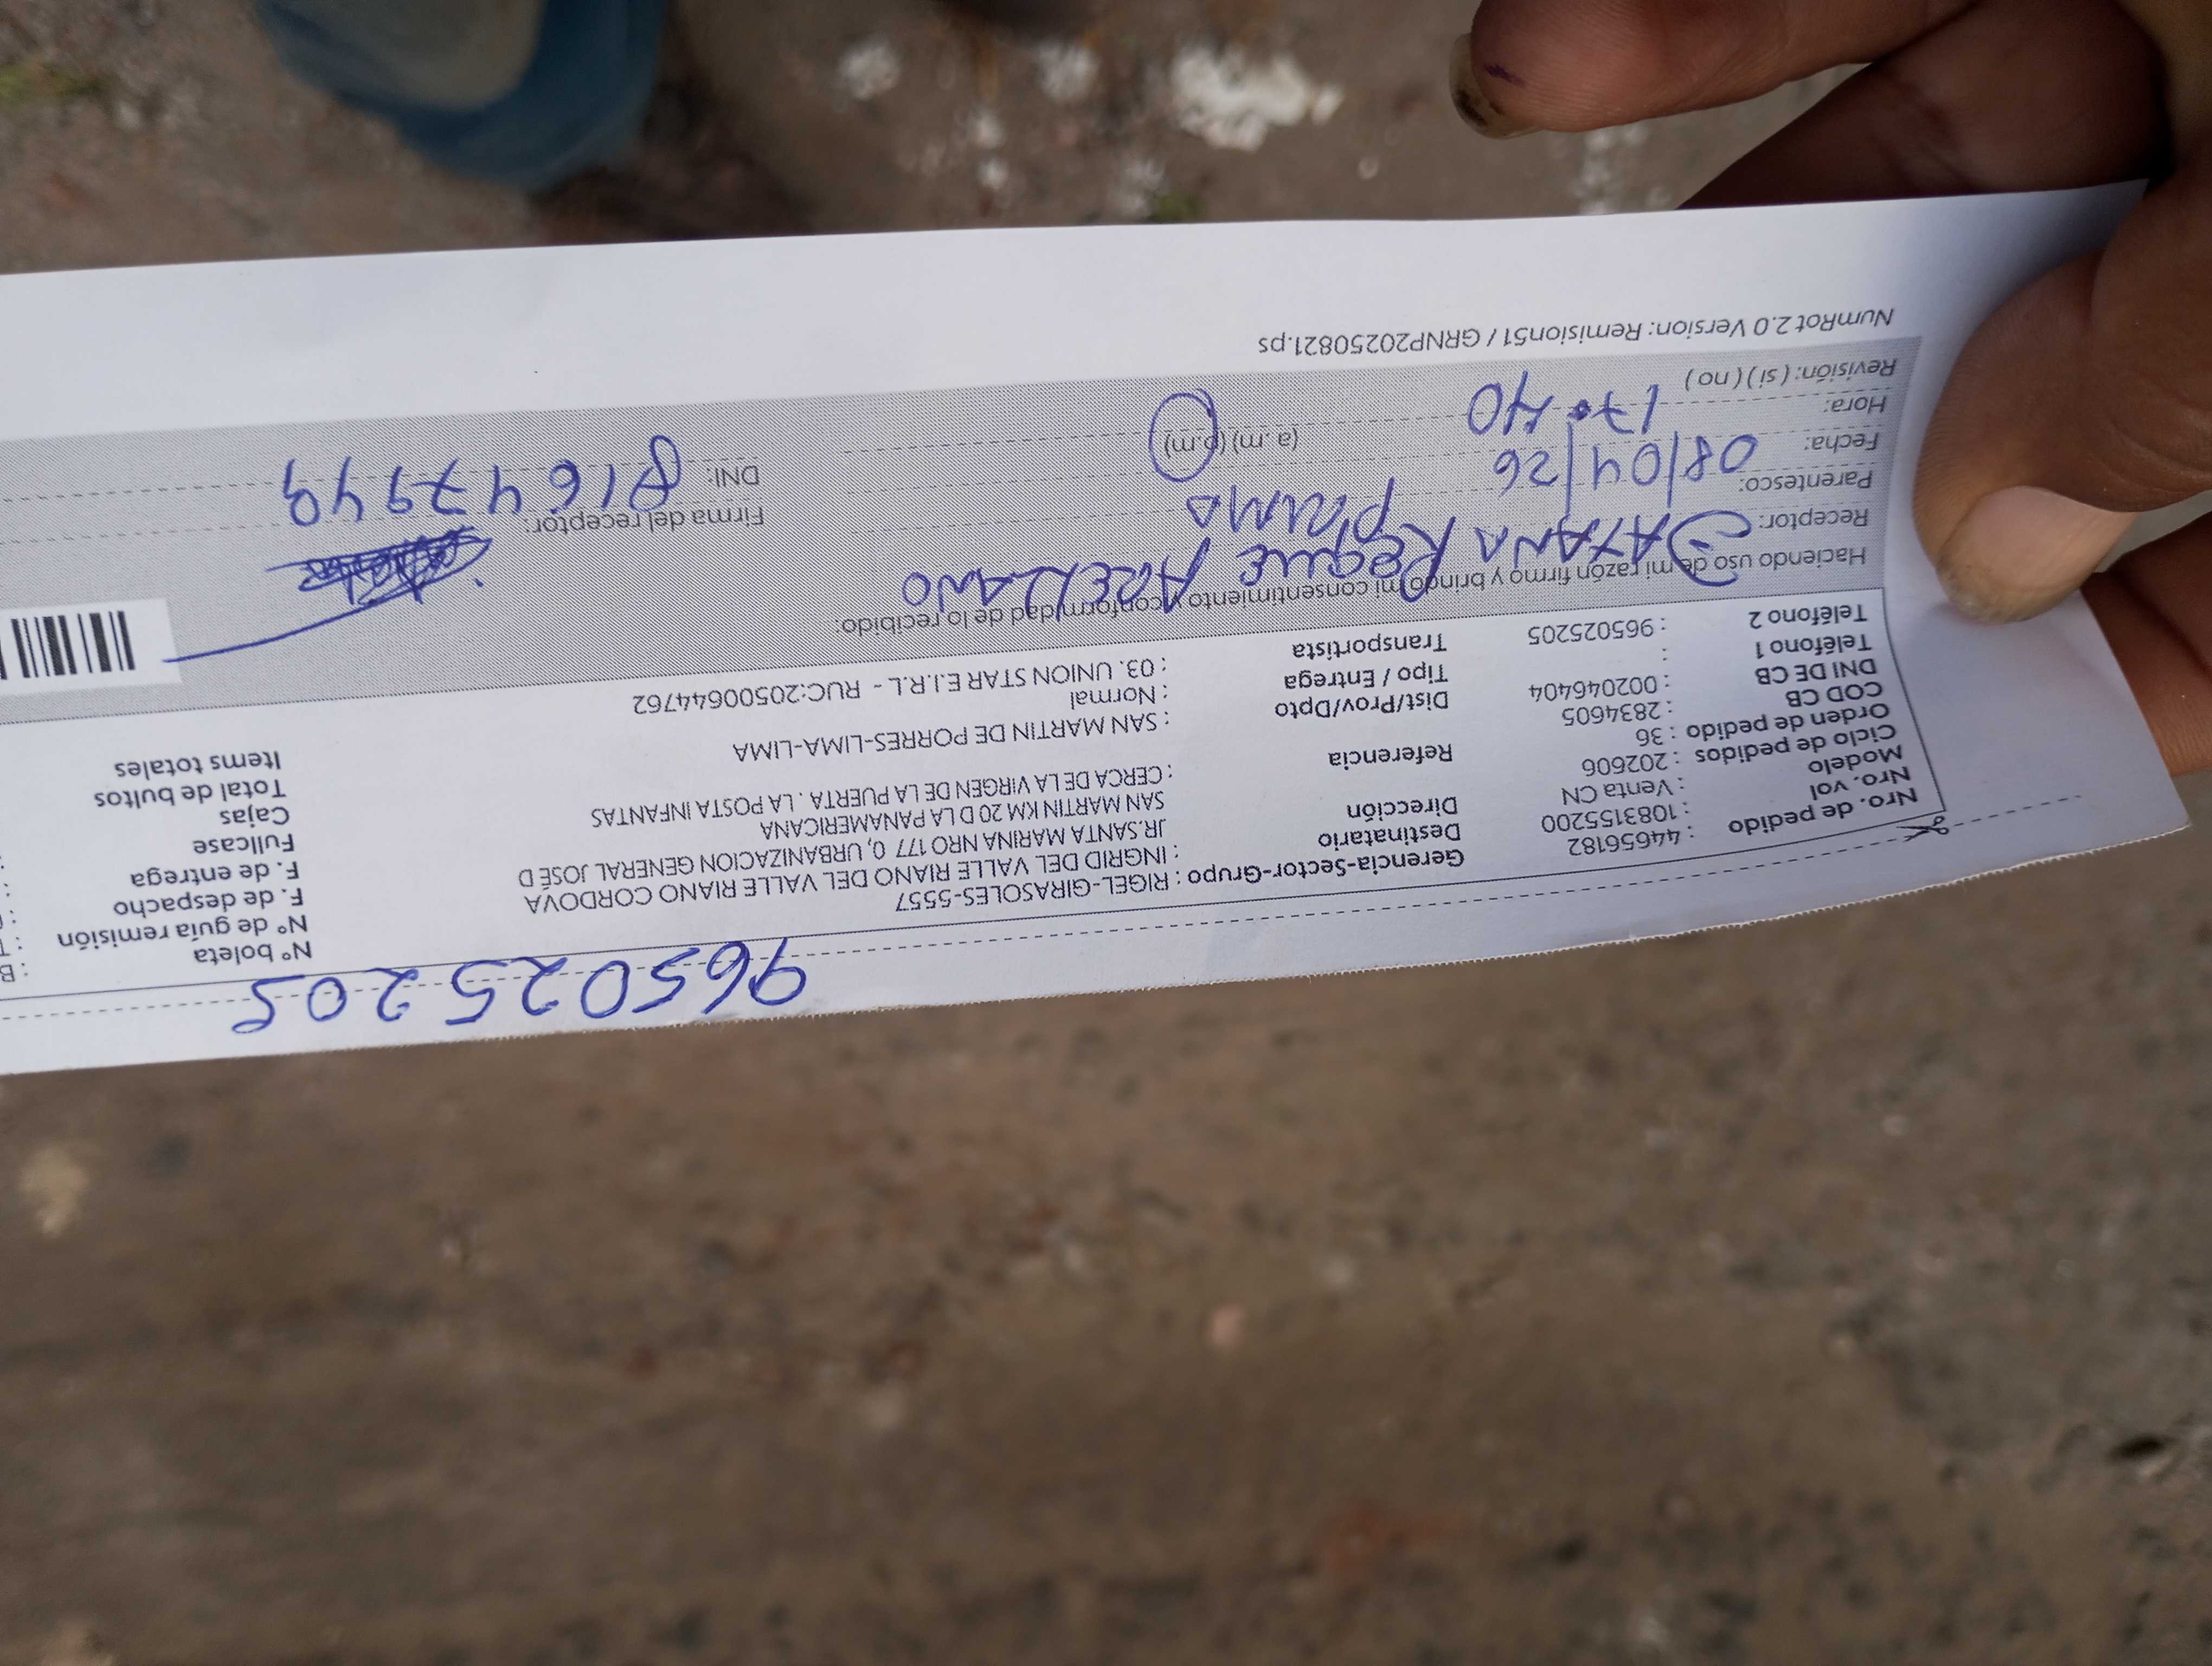 965025205
Nro. de pedido : 44656182
Nro. vol : 1083155200
Modelo : Venta CN
Ciclo de pedidos : 202606
Orden de pedido : 36
COD CB : 2834605
DNI DE CB : 002046404
Teléfono 1 :
Teléfono 2 : 965025205
Gerencia-Sector-Grupo : RIGEL-GIRASOLES-5557
Destinatario : INGRID DEL VALLE RIANO DEL VALLE RIANO CORDOVA
Dirección JR.SANTA MARINA NRO 177 0, URBANIZACION GENERAL JOSÉ D
SAN MARTIN KM 20 D LA PANAMERICANA
Referencia : CERCA DE LA VIRGEN DE LA PUERTA . LA POSTA INFANTAS
Dist/Prov/Dpto : SAN MARTIN DE PORRES-LIMA-LIMA
Tipo / Entrega : Normal
Transportista : 03. UNION STAR E.I.R.L - RUC:20500644762
N° boleta : B
N° de guía remisión : T
F. de despacho :
F. de entrega :
Fullcase :
Cajas
Total de bultos
Items totales
Haciendo uso de mi razón firmo y brindo mi consentimiento y conformidad de lo recibido:
Receptor: DAYANA Reque ARELLANO
Parentesco: prima
Fecha: 08/04/26
Hora: 17:40 (a. m) (p.m)
Revisión: ( si ) ( no )
Firma del receptor:
DNI: 81647949
NumRot 2.0 Version: Remision51 / GRNP20250821.ps